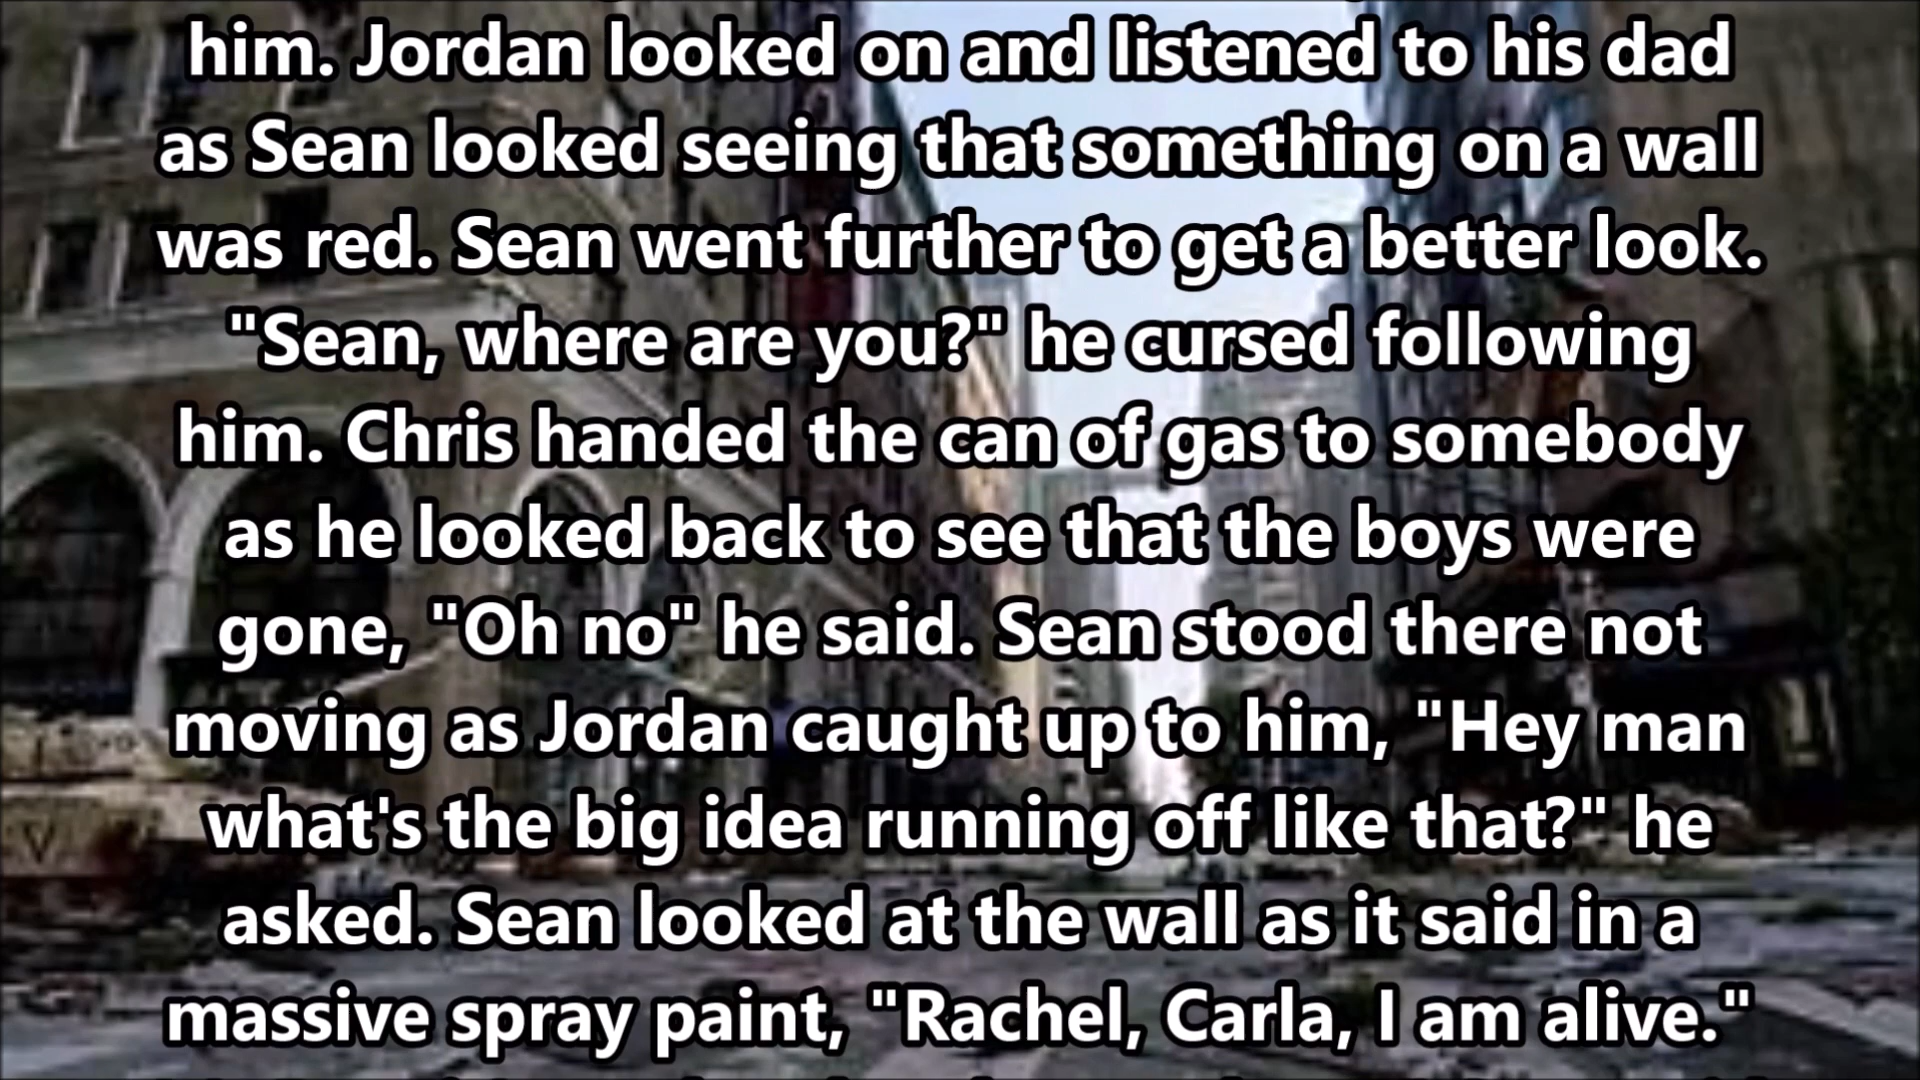 him. Jordan looked on and listened to his dad
as Sean looked seeing that something on a wall
was red. Sean went further to get a better look.
"Sean, where are you?" he cursed following
him. Chris handed the can of gas to somebody
as he looked back to see that the boys were
gone, "Oh no" he said. Sean stood there not
moving as Jordan caught up to him, "Hey man
what's the big idea running off like that?" he
asked. Sean looked at the wall as it said in a
massive spray paint, "Rachel, Carla, I am alive."